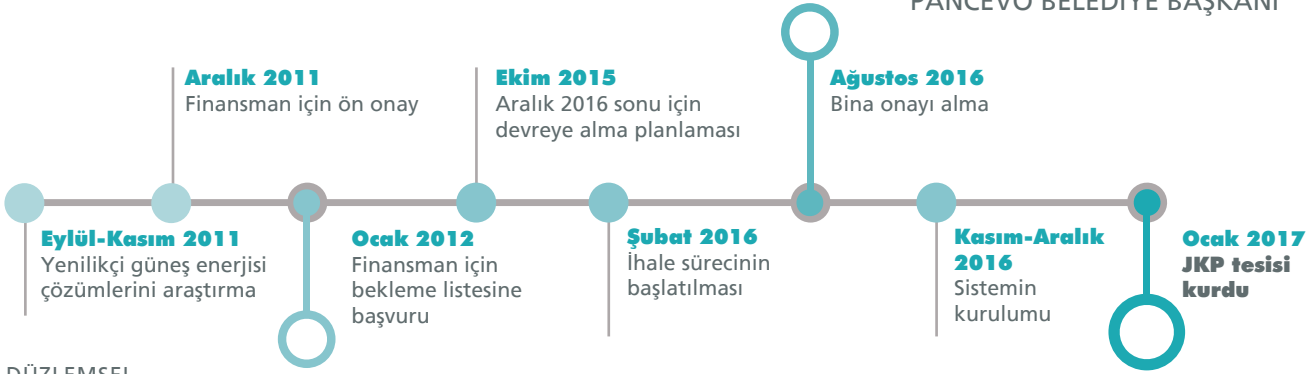 PANCEVO BELEDİYE BAŞKANI
Aralık 2011
Finansman için ön onay
Ekim 2015
Aralık 2016 sonu için
devreye alma planlaması
Ağustos 2016
Bina onayı alma
Eylül-Kasım 2011
Yenilikçi güneş enerjisi
çözümlerini araştırma
Ocak 2012
Finansman için
bekleme listesine
başvuru
Şubat 2016
İhale sürecinin
başlatılması
Kasım-Aralık
2016
Sistemin
kurulumu
Ocak 2017
JKP tesisi
kurdu
DÜZLEMSEL